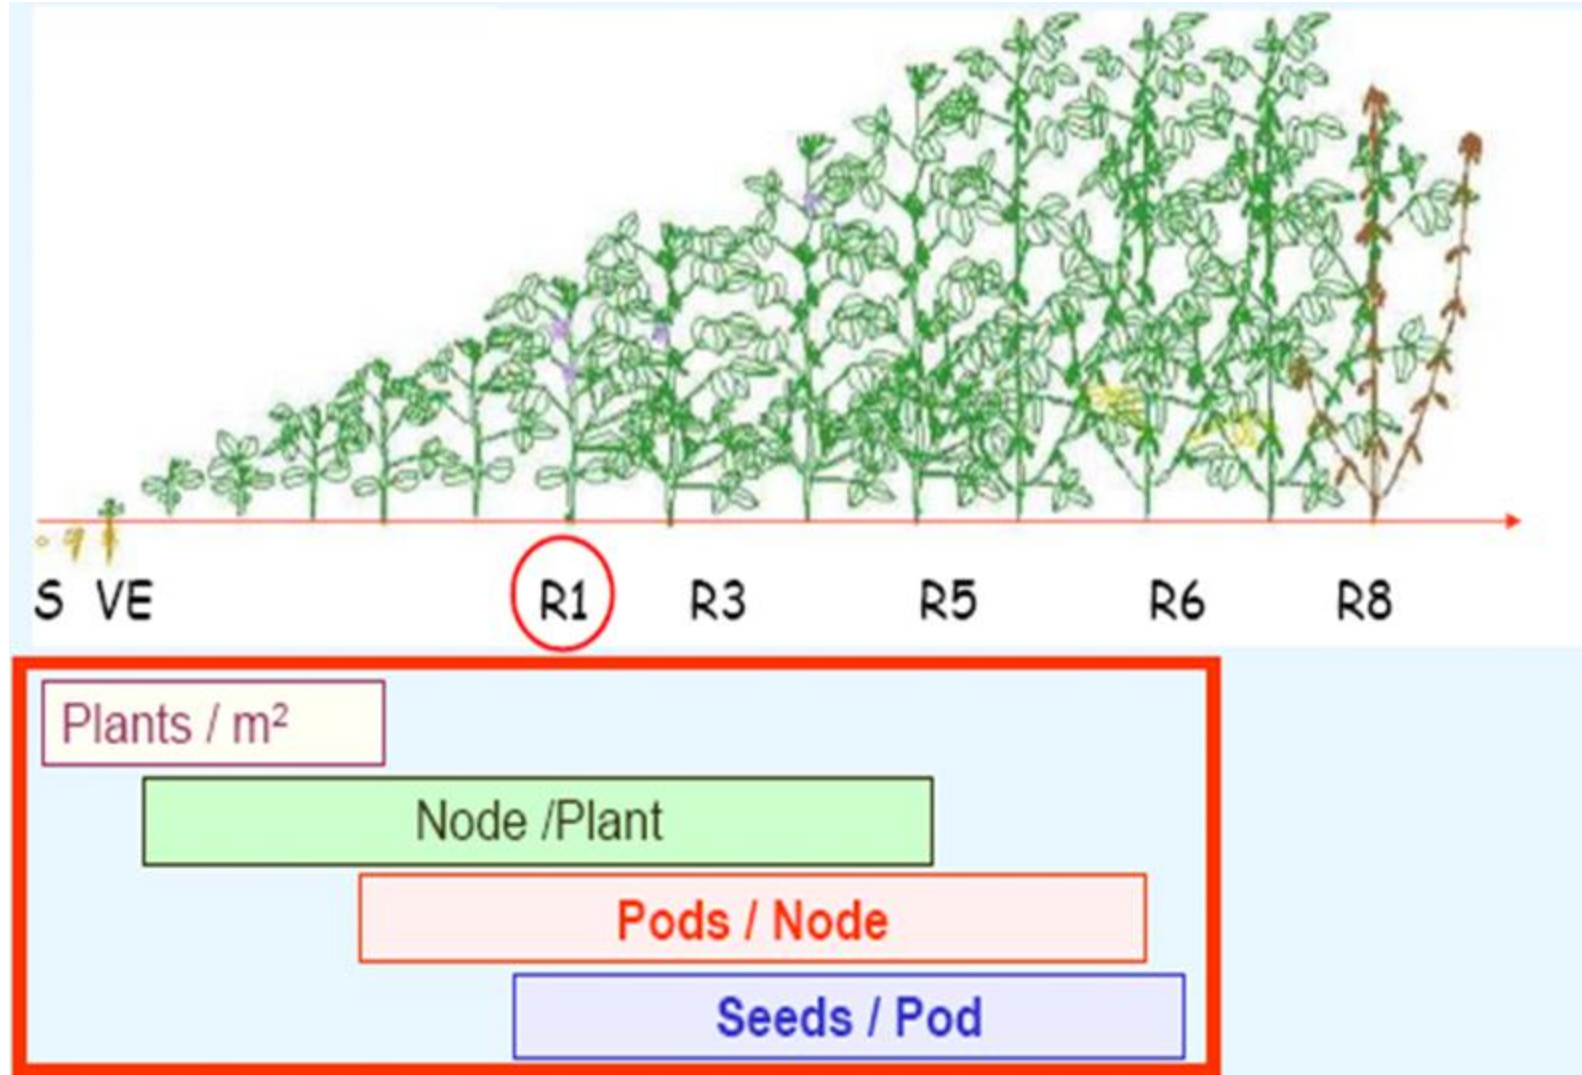 S VE R1 R3 R5 R6 R8
Plants / m²
Node /Plant
Pods / Node
Seeds / Pod